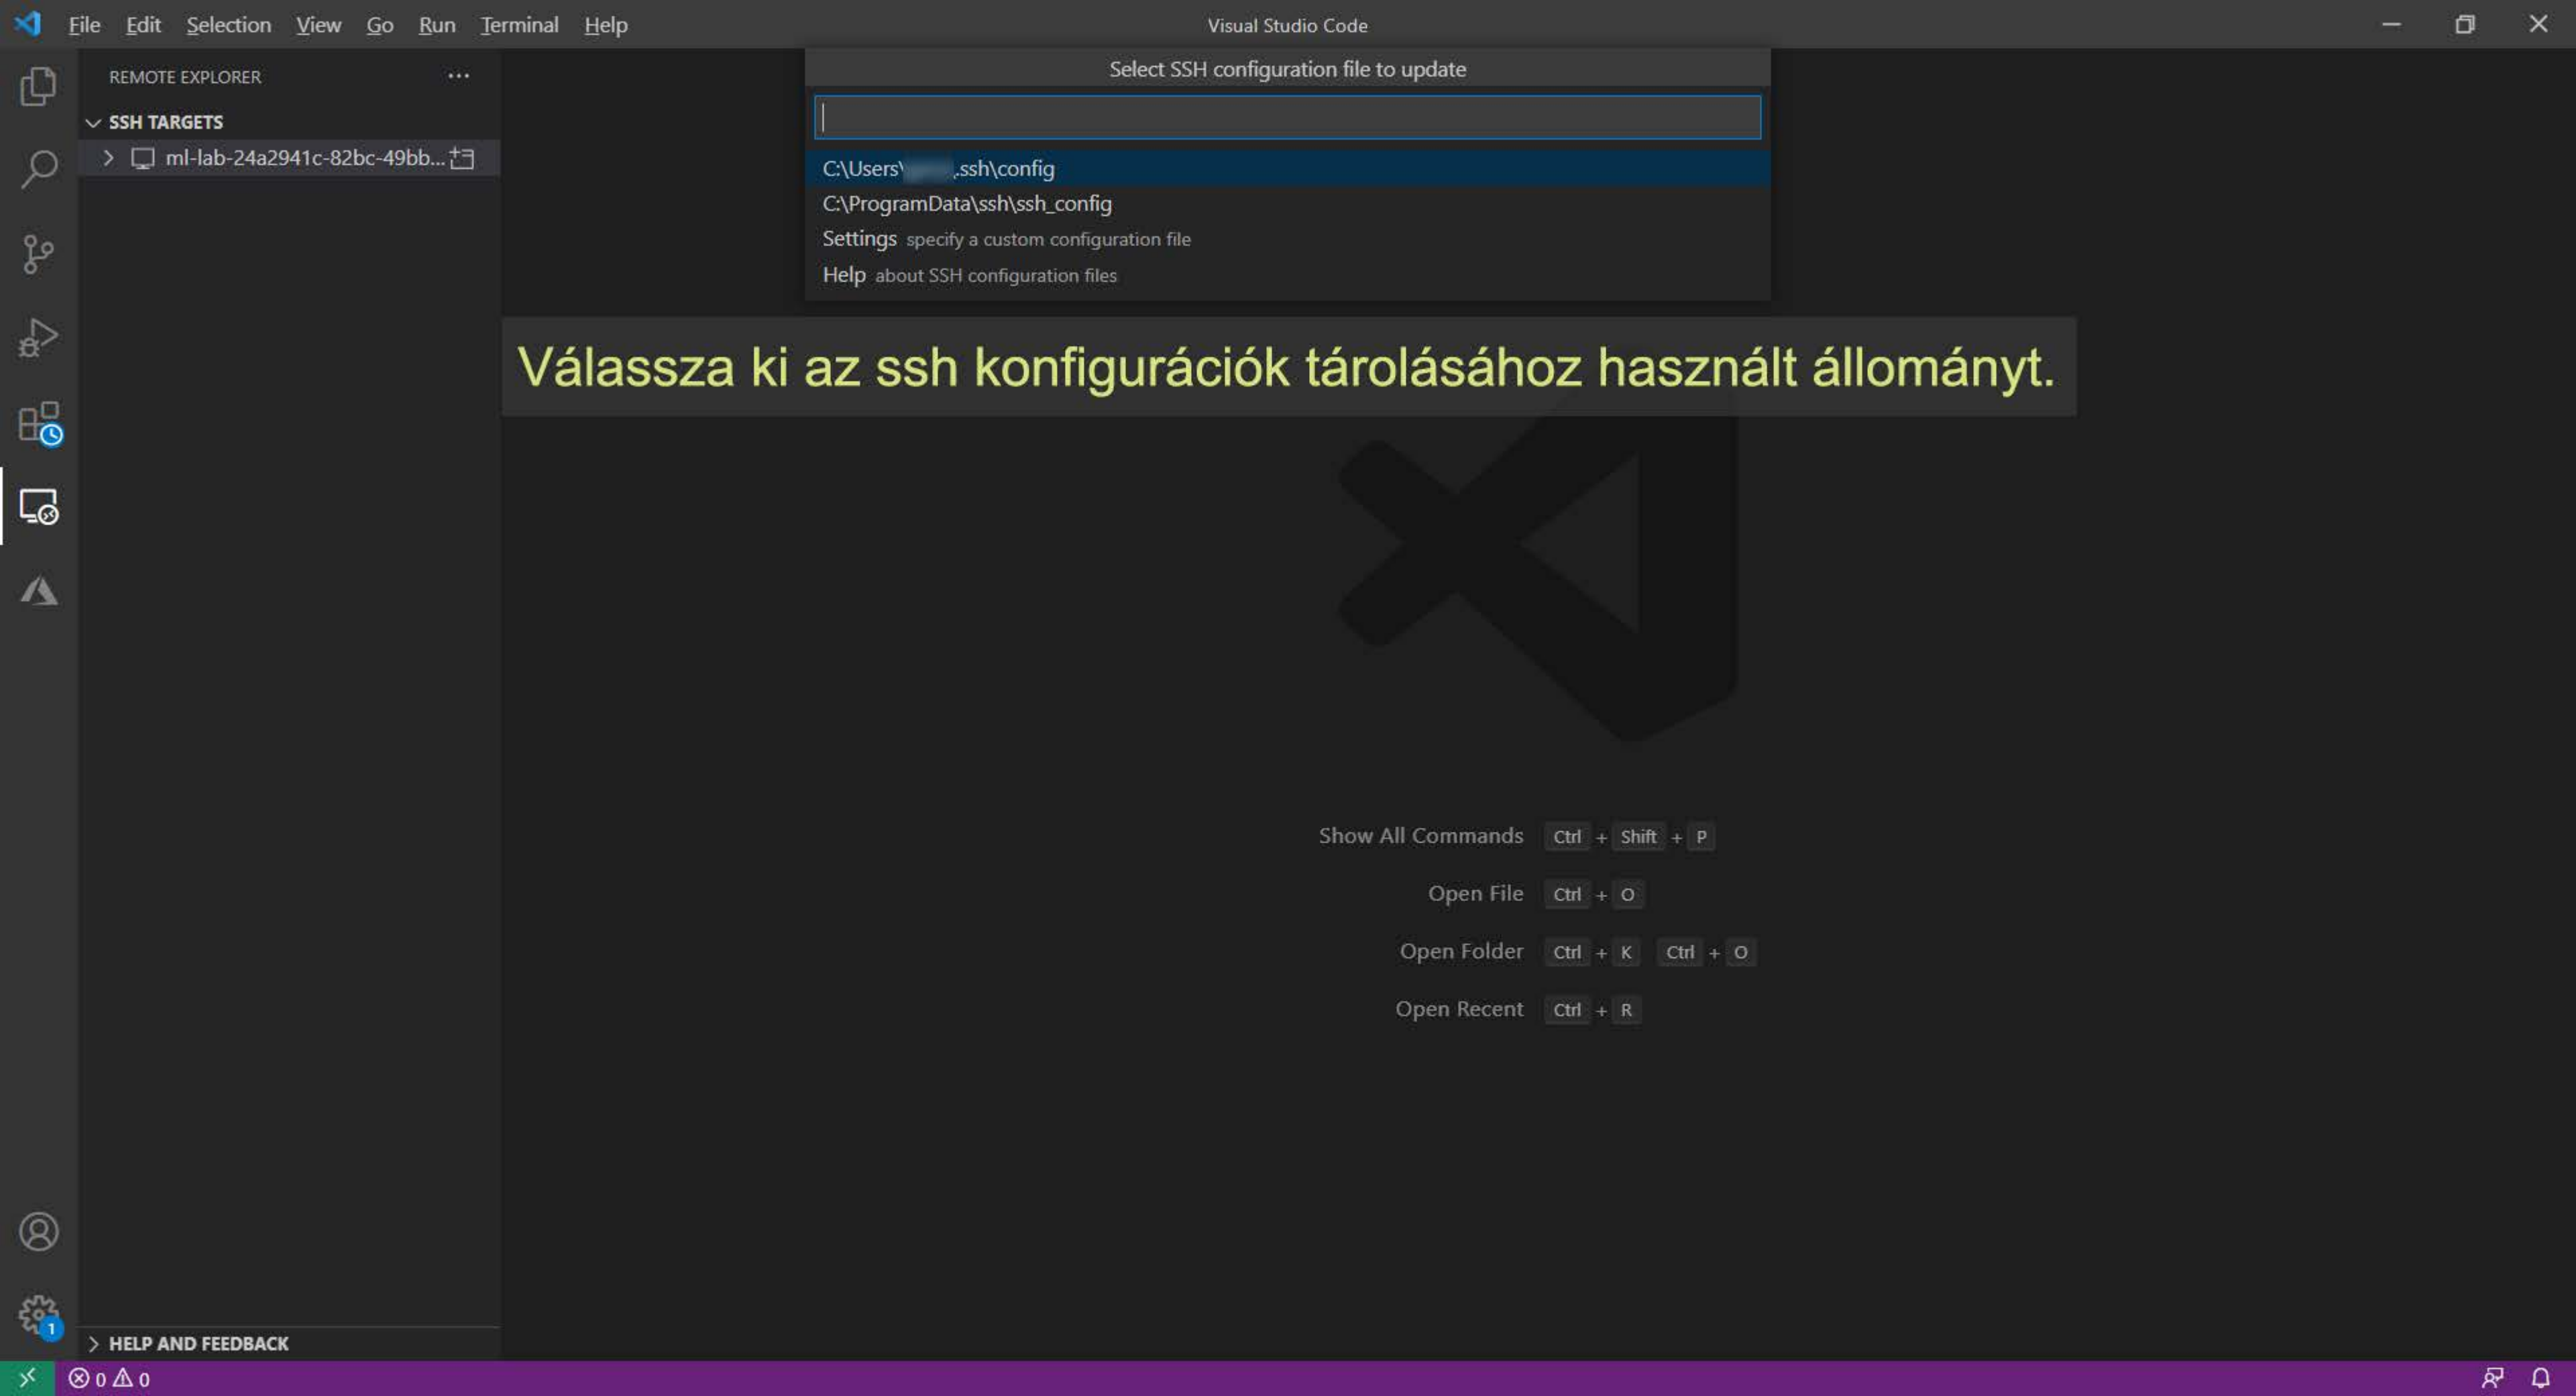 File Edit Selection View Go Run Terminal Help
Visual Studio Code
REMOTE EXPLORER
SSH TARGETS
ml-lab-24a2941c-82bc-49bb...
Select SSH configuration file to update
C:\Users\ .ssh\config
C:\ProgramData\ssh\ssh_config
Settings specify a custom configuration file
Help about SSH configuration files
Válassza ki az ssh konfigurációk tárolásához használt állományt.
Show All Commands Ctrl + Shift + P
Open File Ctrl + O
Open Folder Ctrl + K Ctrl + O
Open Recent Ctrl + R
1
HELP AND FEEDBACK
0 0